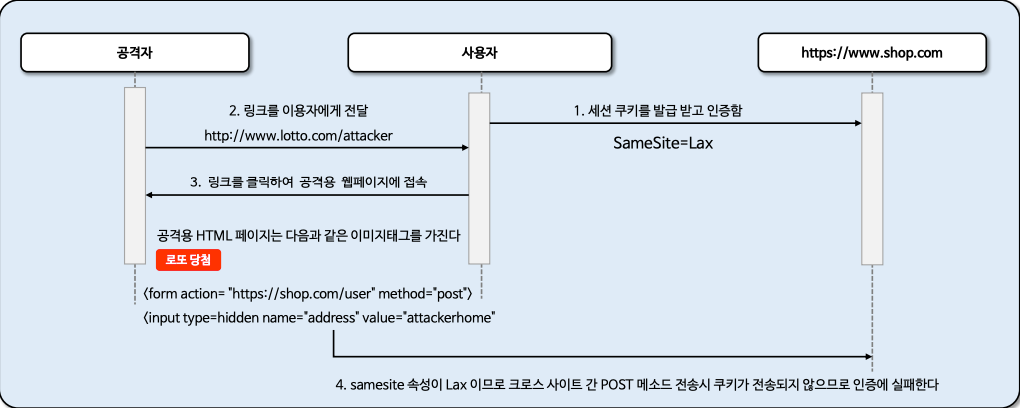 공격자
사용자
https://www.shop.com
2. 링크를 이용자에게 전달
http://www.lotto.com/attacker
1. 세션 쿠키를 발급 받고 인증함
SameSite=Lax
3. 링크를 클릭하여 공격용 웹페이지에 접속
공격용 HTML 페이지는 다음과 같은 이미지태그를 가진다
로또 당첨
<form action= "https://shop.com/user" method="post">
<input type=hidden name="address" value="attackerhome"
4. samesite 속성이 Lax 이므로 크로스 사이트 간 POST 메소드 전송시 쿠키가 전송되지 않으므로 인증에 실패한다